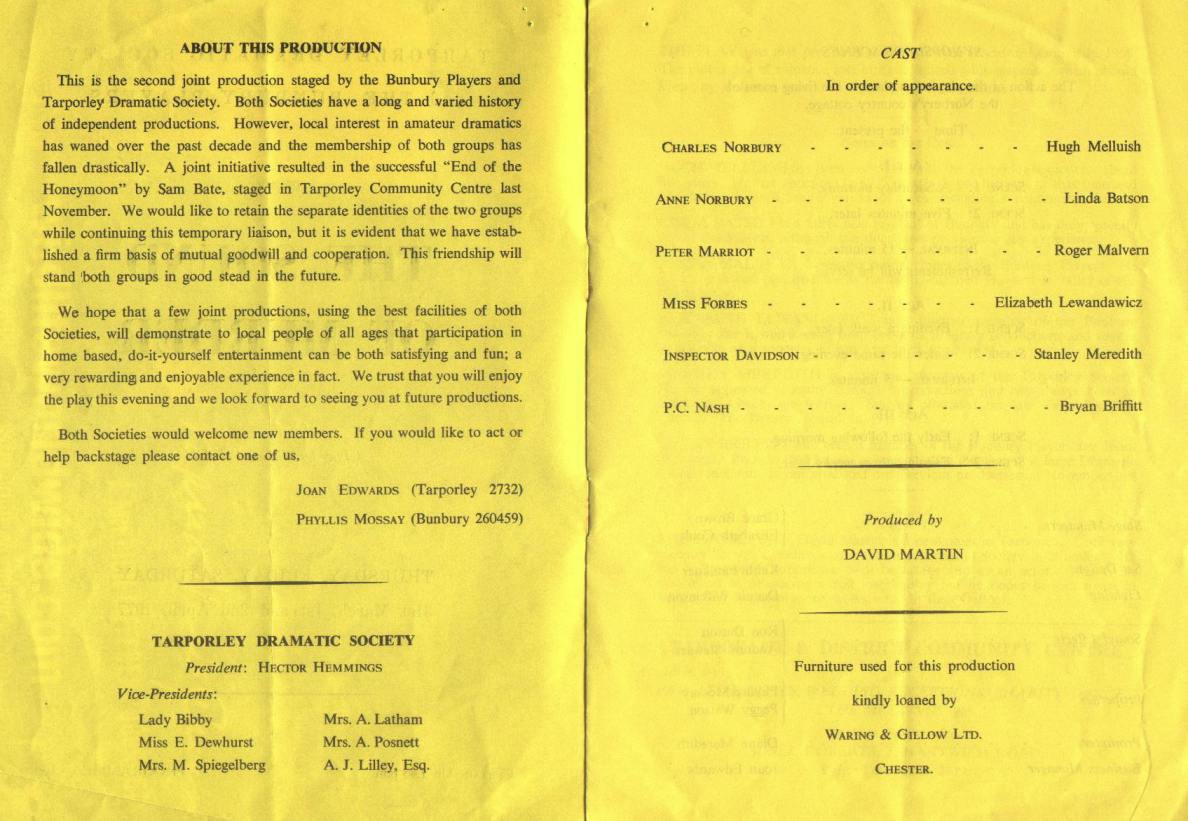 ABOUT THIS PRODUCTION
This is the second joint production staged by the Bunbury Players and
Tarporley Dramatic Society. Both Societies have a long and varied history
of independent productions. However, local interest in amateur dramatics
has waned over the past decade and the membership of both groups has
fallen drastically. A joint initiative resulted in the successful “End of the
Honeymoon” by Sam Bate, staged in Tarporley Community Centre last
November. We would like to retain the separate identities of the two groups
while continuing this temporary liaison, but it is evident that we have estab-
lished a firm basis of mutual goodwill and cooperation. This friendship will
stand both groups in good stead in the future.
We hope that a few joint productions, using the best facilities of both
Societies, will demonstrate to local people of all ages that participation in
home based, do-it-yourself entertainment can be both satisfying and fun; a
very rewarding and enjoyable experience in fact. We trust that you will enjoy
the play this evening and we look forward to seeing you at future productions.
Both Societies would welcome new members. If you would like to act or
help backstage please contact one of us,
JOAN EDWARDS (Tarporley 2732)
PHYLLIS MOSSAY (Bunbury 260459)
TARPORLEY DRAMATIC SOCIETY
President: HECTOR HEMMINGS
Vice-Presidents:
Lady Bibby Mrs. A. Latham
Miss E. Dewhurst Mrs. A. Posnett
Mrs. M. Spiegelberg A. J. Lilley, Esq.
CAST
In order of appearance.
CHARLES NORBURY - - - - - - - Hugh Melluish
ANNE NORBURY - - - - - - - - - Linda Batson
PETER MARRIOT - - - - - - - - Roger Malvern
MISS FORBES - - - - - - - Elizabeth Lewandawicz
INSPECTOR DAVIDSON - - - - - - Stanley Meredith
P.C. NASH - - - - - - - - - - Bryan Briffitt
Produced by
DAVID MARTIN
Furniture used for this production
kindly loaned by
WARING & GILLOW LTD.
CHESTER.